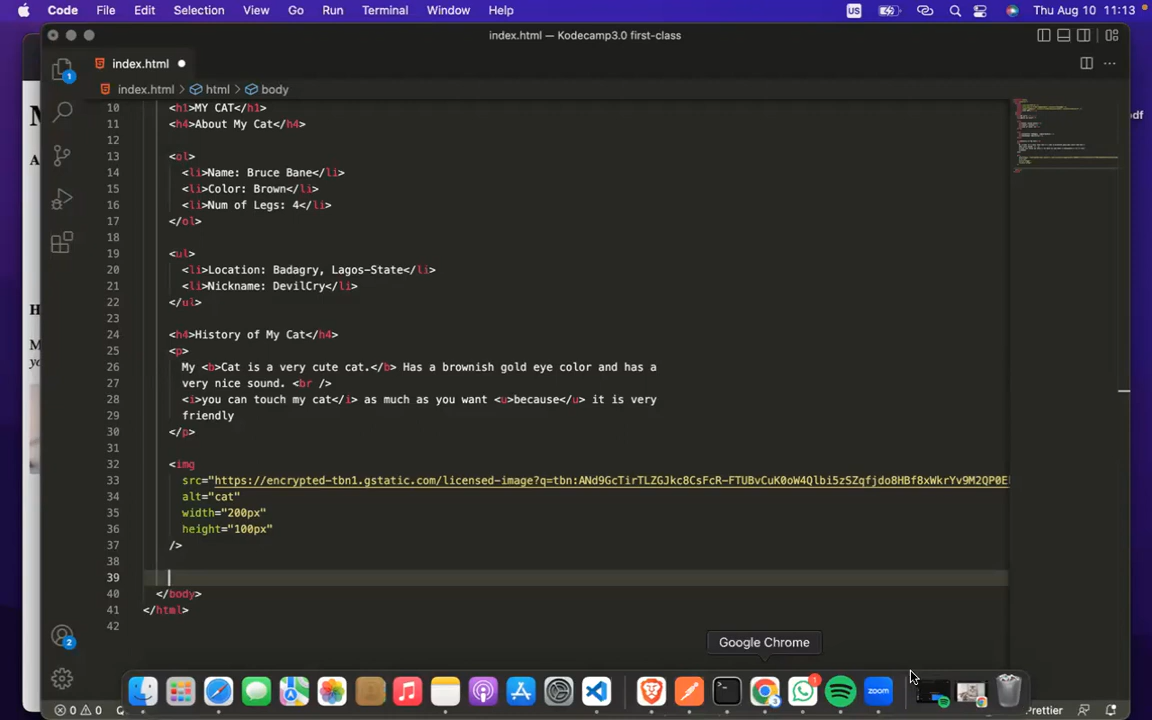 Code File Edit Selection View Go Run Terminal Window Help US Thu Aug 10 11:13
index.html — Kodecamp3.0 first-class
index.html
index.html html body
10 <h1>MY CAT</h1>
11 <h4>About My Cat</h4>
12
13 <ol>
14 <li>Name: Bruce Bane</li>
15 <li>Color: Brown</li>
16 <li>Num of Legs: 4</li>
17 </ol>
18
19 <ul>
20 <li>Location: Badagry, Lagos-State</li>
21 <li>Nickname: DevilCry</li>
22 </ul>
23
24 <h4>History of My Cat</h4>
25 <p>
26 My <b>Cat is a very cute cat.</b> Has a brownish gold eye color and has a
27 very nice sound. <br />
28 <i>you can touch my cat</i> as much as you want <u>because</u> it is very
29 friendly
30 </p>
31
32 <img
33 src="https://encrypted-tbn1.gstatic.com/licensed-image?q=tbn:
34 alt="cat"
35 width="200px"
36 height="100px"
37 />
38
39
40 </body>
41 </html>
42
1
2
Google Chrome
1
3
zoom
0 0
Prettier